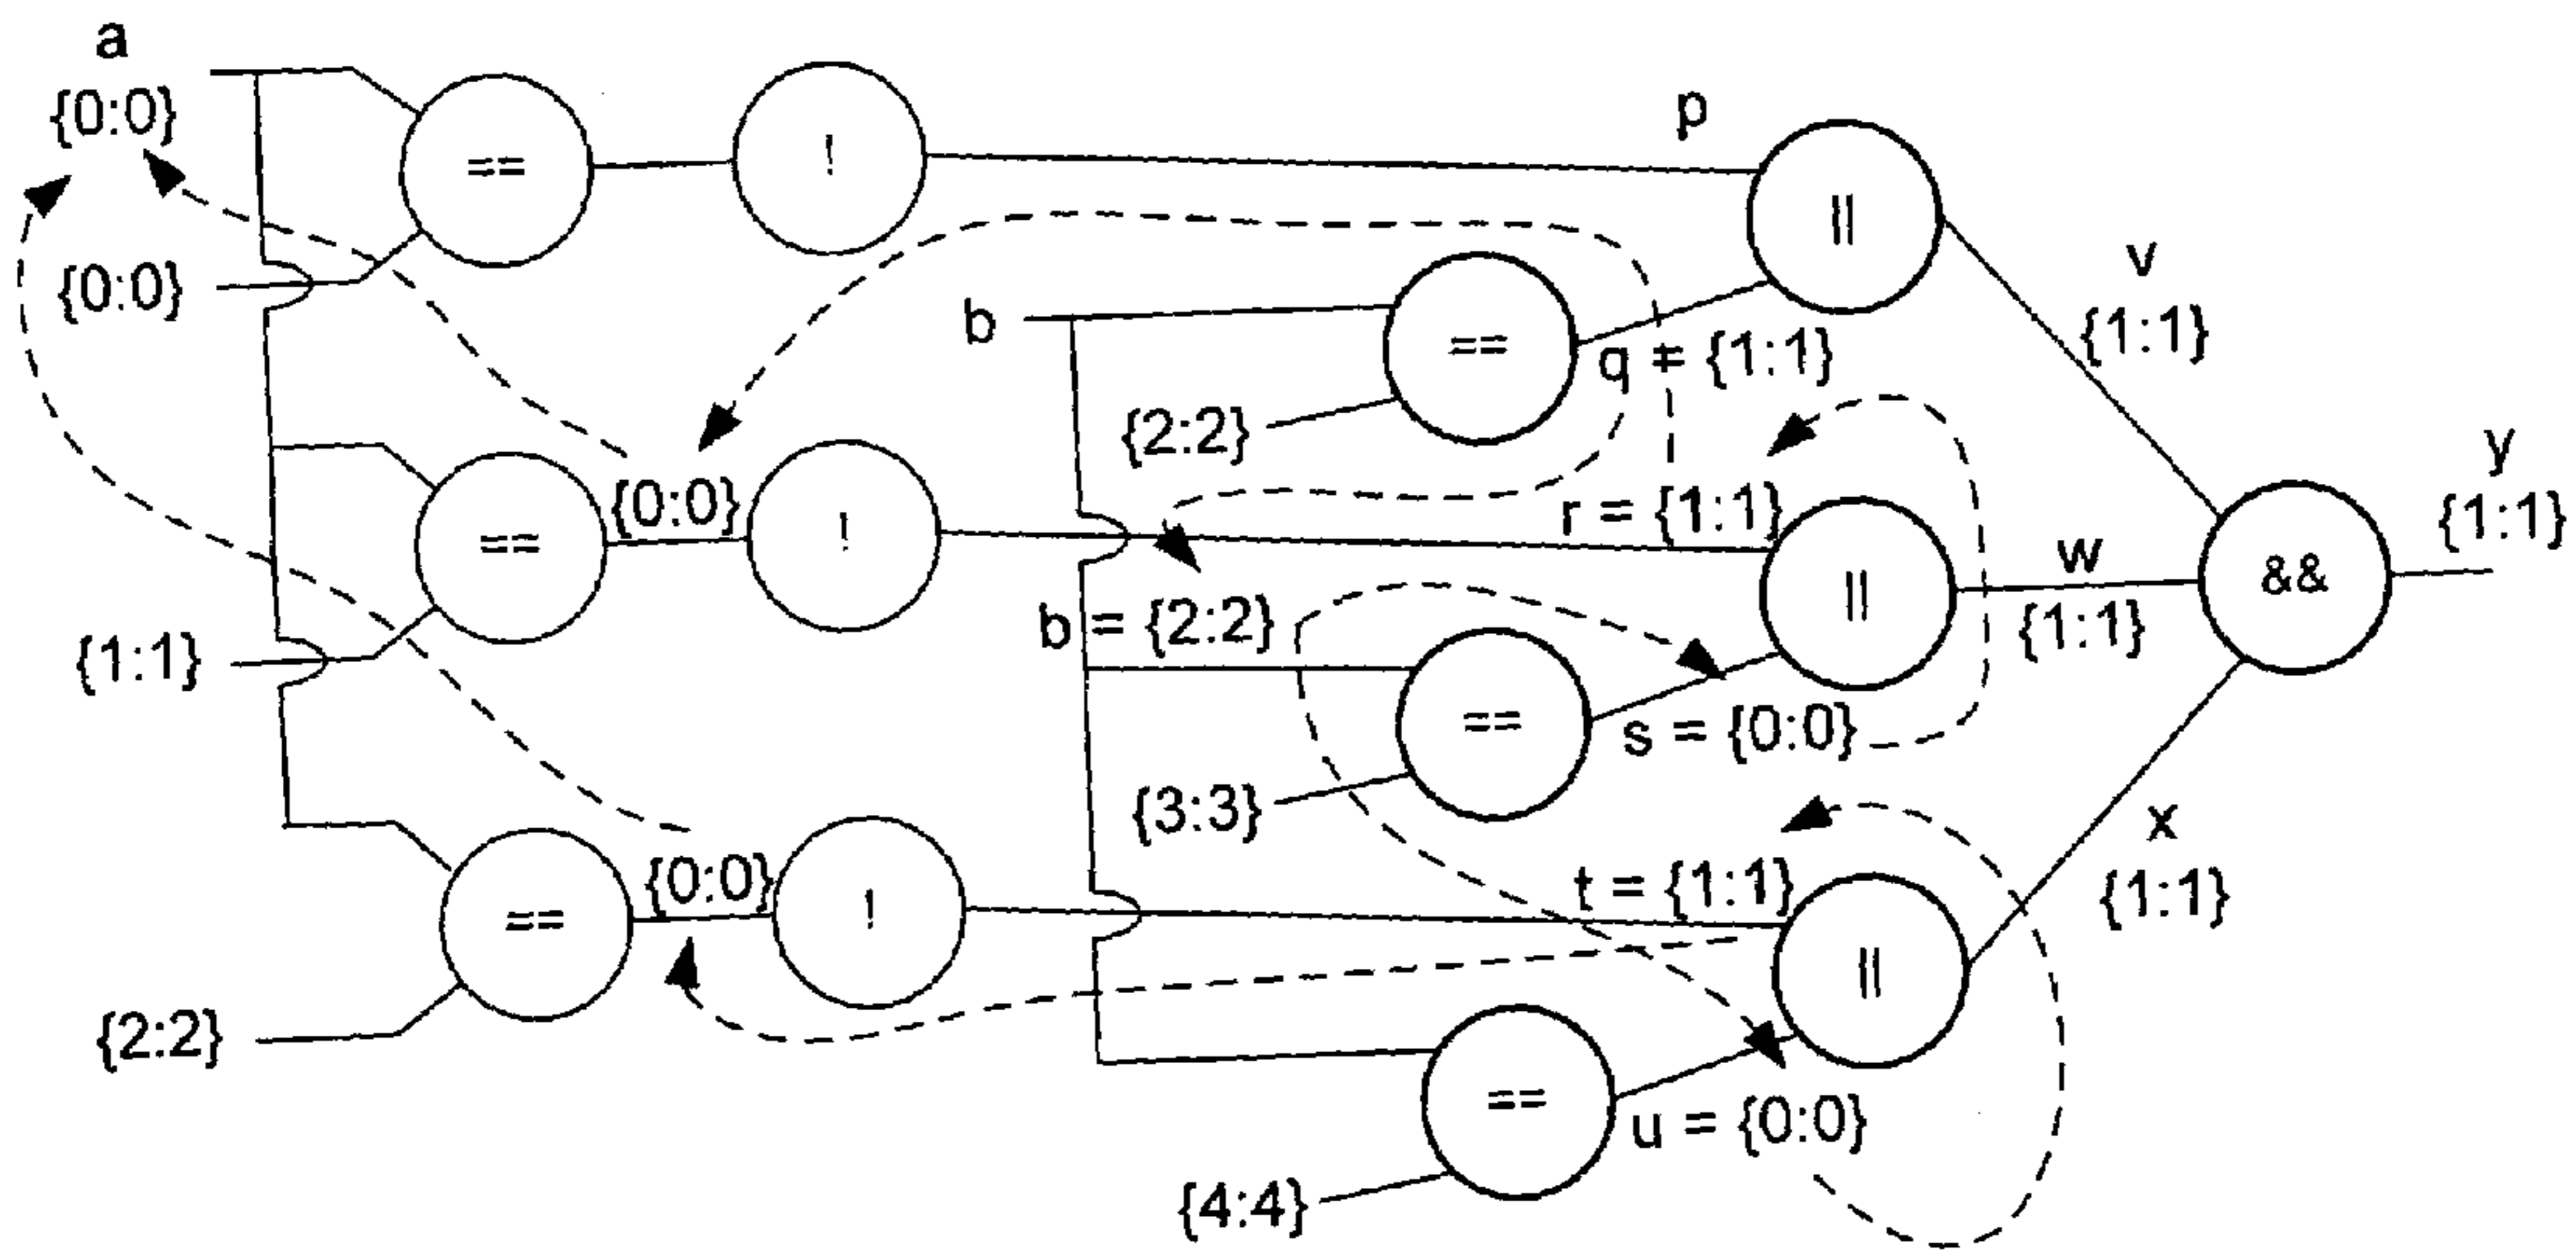 a
{0:0}
{0:0}
==
!
p
||
b
{2:2}
==
q = {1:1}
v
{1:1}
{1:1}
==
{0:0}
!
r = {1:1}
||
w
{1:1}
&&
y
{1:1}
b = {2:2}
{3:3}
==
s = {0:0}
x
{1:1}
{2:2}
==
{0:0}
!
t = {1:1}
||
{4:4}
==
u = {0:0}